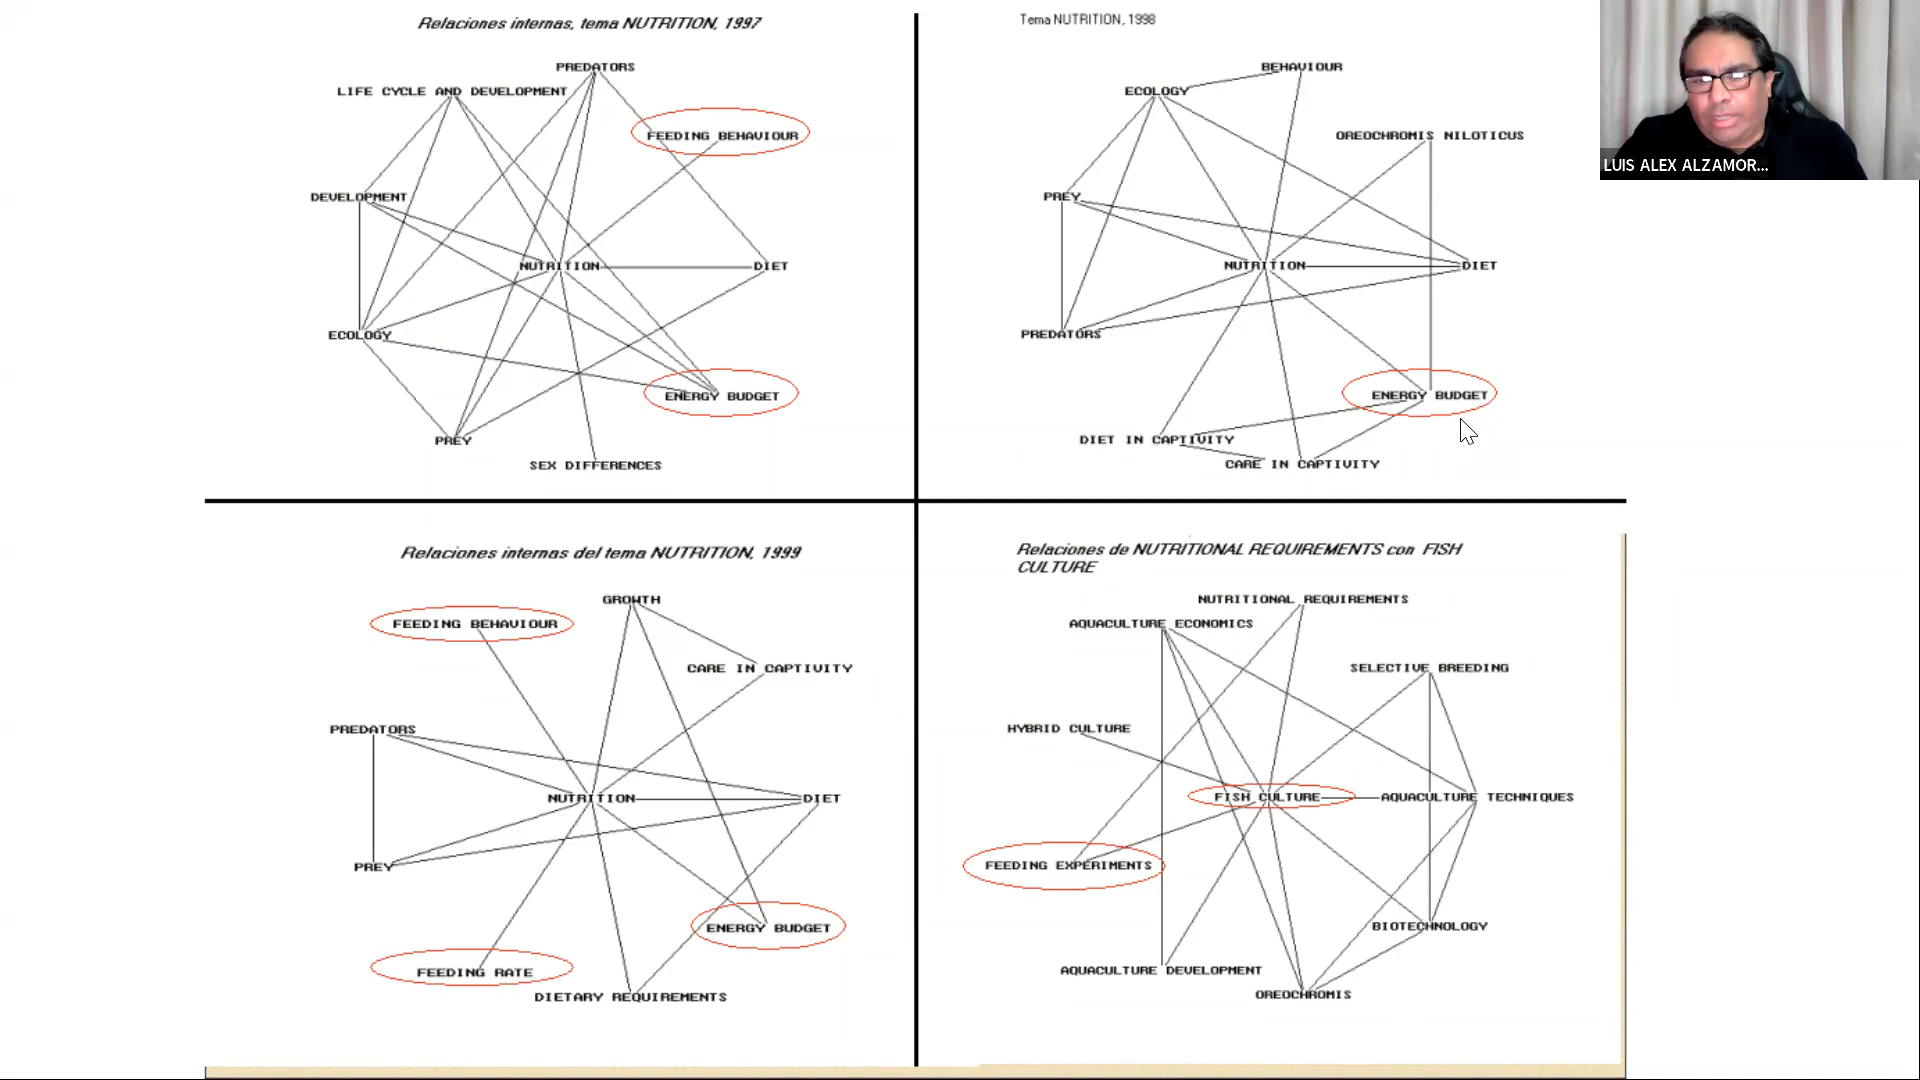 Relaciones internas, tema NUTRITION, 1997
PREDATORS
LIFE CYCLE AND DEVELOPMENT
FEEDING BEHAVIOUR
DEVELOPMENT
NUTRITION
DIET
ECOLOGY
ENERGY BUDGET
PREY
SEX DIFFERENCES
Tema NUTRITION, 1998
BEHAVIOUR
ECOLOGY
OREOCHROMIS NILOTICUS
PREY
NUTRITION
DIET
PREDATORS
ENERGY BUDGET
DIET IN CAPTIVITY
CARE IN CAPTIVITY
LUIS ALEX ALZAMOR...
Relaciones internas del tema NUTRITION, 1999
GROWTH
FEEDING BEHAVIOUR
CARE IN CAPTIVITY
PREDATORS
NUTRITION
DIET
PREY
ENERGY BUDGET
FEEDING RATE
DIETARY REQUIREMENTS
Relaciones de NUTRITIONAL REQUIREMENTS con FISH
CULTURE
NUTRITIONAL REQUIREMENTS
AQUACULTURE ECONOMICS
SELECTIVE BREEDING
HYBRID CULTURE
FISH CULTURE
AQUACULTURE TECHNIQUES
FEEDING EXPERIMENTS
BIOTECHNOLOGY
AQUACULTURE DEVELOPMENT
OREOCHROMIS